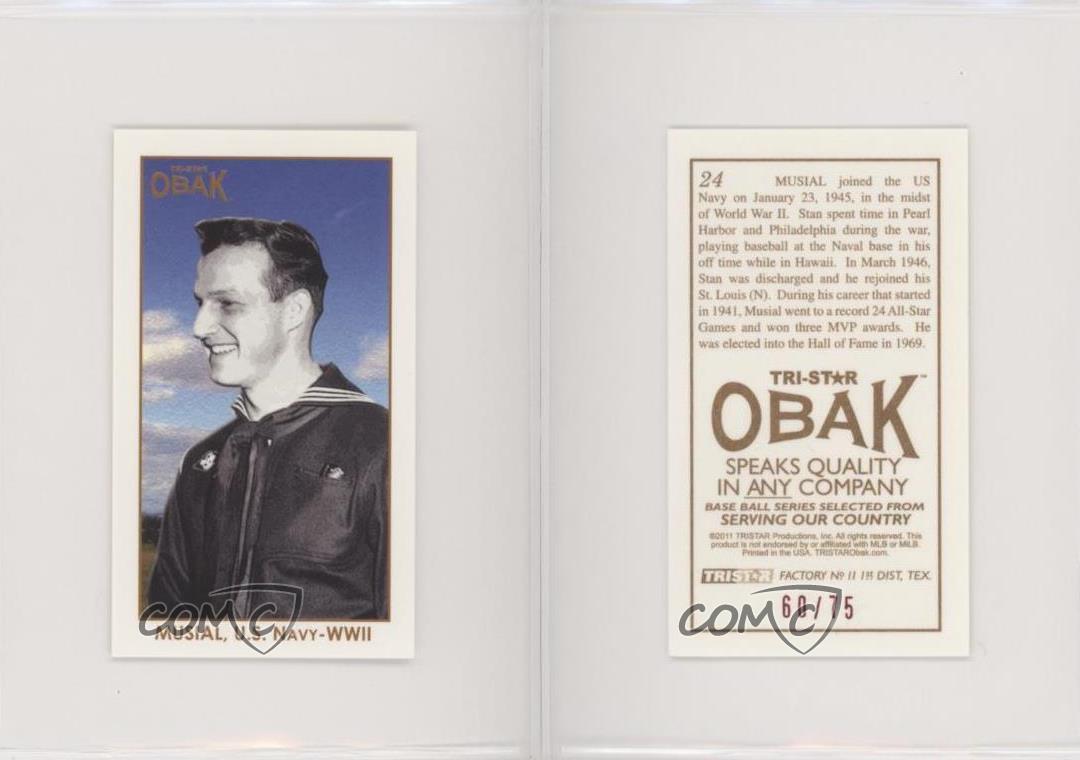 TRI-STAR
OBAK
MUSIAL, U.S. NAVY-WWII
COMC
24 MUSIAL joined the US
Navy on January 23, 1945, in the midst
of World War II. Stan spent time in Pearl
Harbor and Philadelphia during the war,
playing baseball at the Naval base in his
off time while in Hawaii. In March 1946,
Stan was discharged and he rejoined his
St. Louis (N). During his career that started
in 1941, Musial went to a record 24 All-Star
Games and won three MVP awards. He
was elected into the Hall of Fame in 1969.
TRI-ST★R
OBAK™
SPEAKS QUALITY
IN ANY COMPANY
BASE BALL SERIES SELECTED FROM
SERVING OUR COUNTRY
©2011 TRISTAR Productions, Inc. All rights reserved. This
product is not endorsed by or affiliated with MLB or MiLB.
Printed in the USA. TRISTARObak.com.
TRIST★R FACTORY Nº 11 1st DIST, TEX.
60/75
COMC